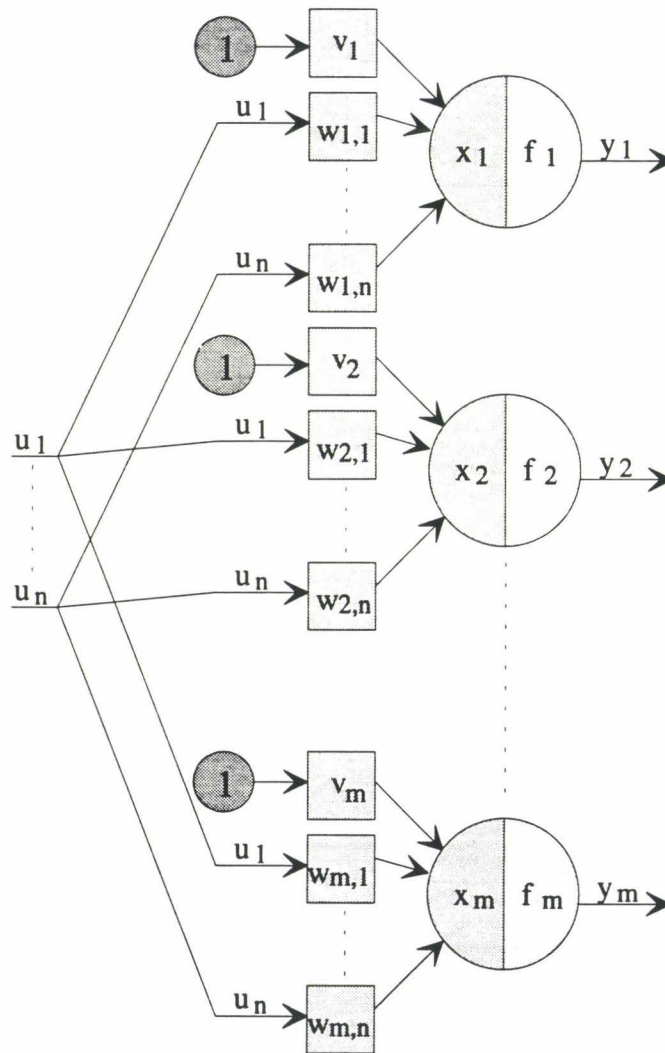 1 v1
u1 w1,1 x1 f1 y1
un w1,n
1 v2
u1 u1 w2,1 x2 f2 y2
un un w2,n
1 vm
u1 wm,1 xm fm ym
un wm,n